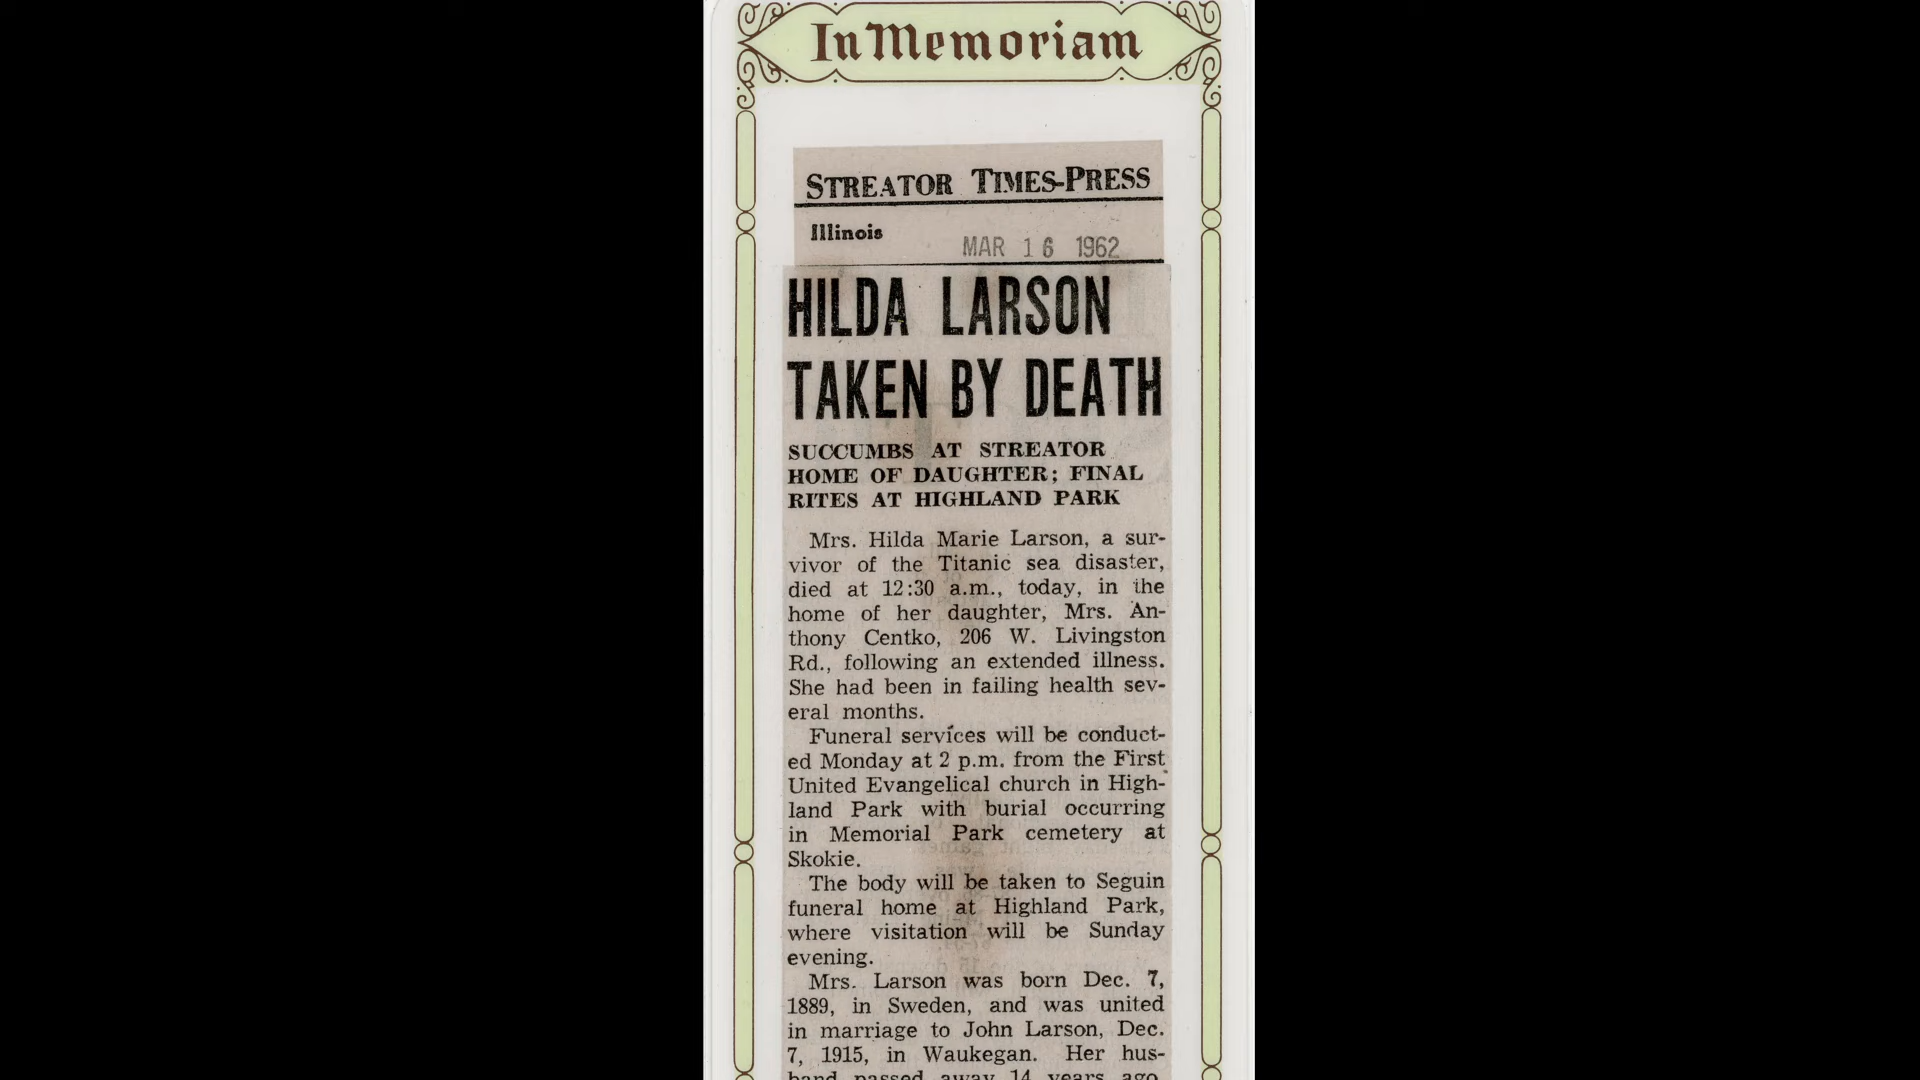 In Memoriam
STREATOR TIMES-PRESS
Illinois
MAR 16 1962
HILDA LARSON
TAKEN BY DEATH
SUCCUMBS AT STREATOR
HOME OF DAUGHTER; FINAL
RITES AT HIGHLAND PARK
Mrs. Hilda Marie Larson, a sur-
vivor of the Titanic sea disaster,
died at 12:30 a.m., today, in the
home of her daughter, Mrs. An-
thony Centko, 206 W. Livingston
Rd., following an extended illness.
She had been in failing health sev-
eral months.
Funeral services will be conduct-
ed Monday at 2 p.m. from the First
United Evangelical church in High-
land Park with burial occurring
in Memorial Park cemetery at
Skokie.
The body will be taken to Seguin
funeral home at Highland Park,
where visitation will be Sunday
evening.
Mrs. Larson was born Dec. 7,
1889, in Sweden, and was united
in marriage to John Larson, Dec.
7, 1915, in Waukegan. Her hus-
band passed away 14 years ago.